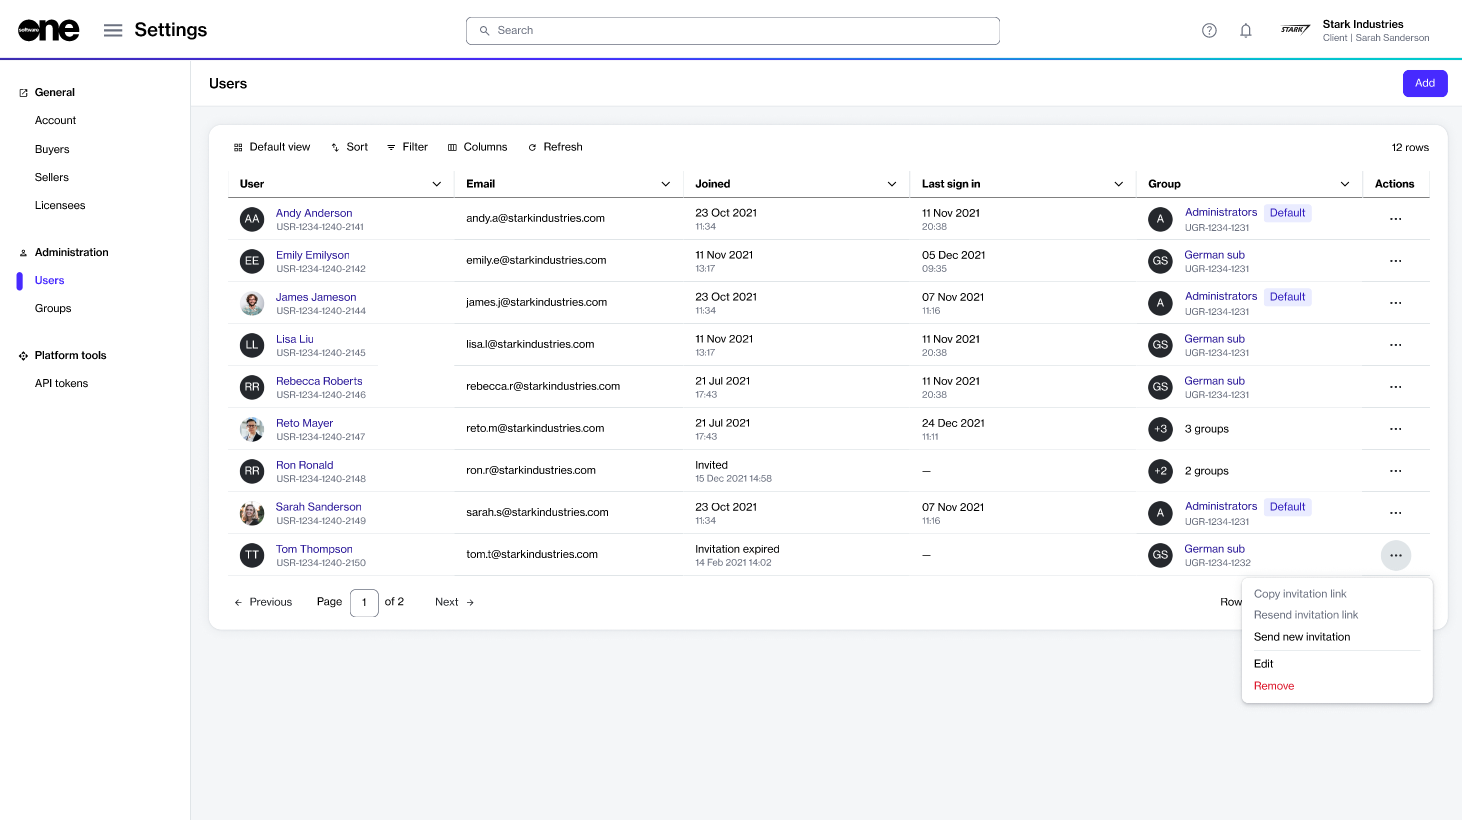 software one
Settings
Search
STARK
Stark Industries
Client | Sarah Sanderson
General
Account
Buyers
Sellers
Licensees
Administration
Users
Groups
Platform tools
API tokens
Users
Add
Default view Sort Filter Columns Refresh
12 rows
User Email Joined Last sign in Group Actions
AA Andy Anderson andy.a@starkindustries.com 23 Oct 2021 11 Nov 2021 A Administrators Default
USR-1234-1240-2141 11:34 20:38 UGR-1234-1231
EE Emily Emilyson emily.e@starkindustries.com 11 Nov 2021 05 Dec 2021 GS German sub
USR-1234-1240-2142 13:17 09:35 UGR-1234-1231
James Jameson james.j@starkindustries.com 23 Oct 2021 07 Nov 2021 A Administrators Default
USR-1234-1240-2144 11:34 11:16 UGR-1234-1231
LL Lisa Liu lisa.l@starkindustries.com 11 Nov 2021 11 Nov 2021 GS German sub
USR-1234-1240-2145 13:17 20:38 UGR-1234-1231
RR Rebecca Roberts rebecca.r@starkindustries.com 21 Jul 2021 11 Nov 2021 GS German sub
USR-1234-1240-2146 17:43 20:38 UGR-1234-1231
Reto Mayer reto.m@starkindustries.com 21 Jul 2021 24 Dec 2021 +3 3 groups
USR-1234-1240-2147 17:43 11:11
RR Ron Ronald ron.r@starkindustries.com Invited — +2 2 groups
USR-1234-1240-2148 15 Dec 2021 14:58
Sarah Sanderson sarah.s@starkindustries.com 23 Oct 2021 07 Nov 2021 A Administrators Default
USR-1234-1240-2149 11:34 11:16 UGR-1234-1231
TT Tom Thompson tom.t@starkindustries.com Invitation expired — GS German sub
USR-1234-1240-2150 14 Feb 2021 14:02 UGR-1234-1232
Previous Page 1 of 2 Next
Row
Copy invitation link
Resend invitation link
Send new invitation
Edit
Remove